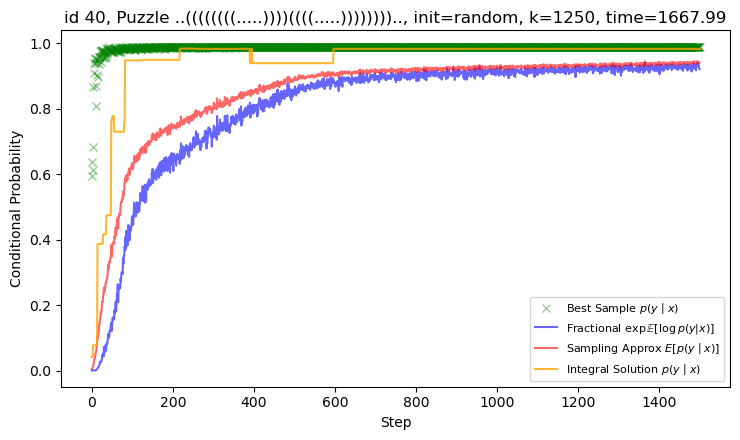 id 40, Puzzle ..((((((((.....))))((((.....)))))))).., init=random, k=1250, time=1667.99
Conditional Probability
1.0
0.8
0.6
0.4
0.2
0.0
0 200 400 600 800 1000 1200 1400
Step
Best Sample p(y | x)
Fractional exp𝔼[log p(y|x)]
Sampling Approx E[p(y | x)]
Integral Solution p(y | x)